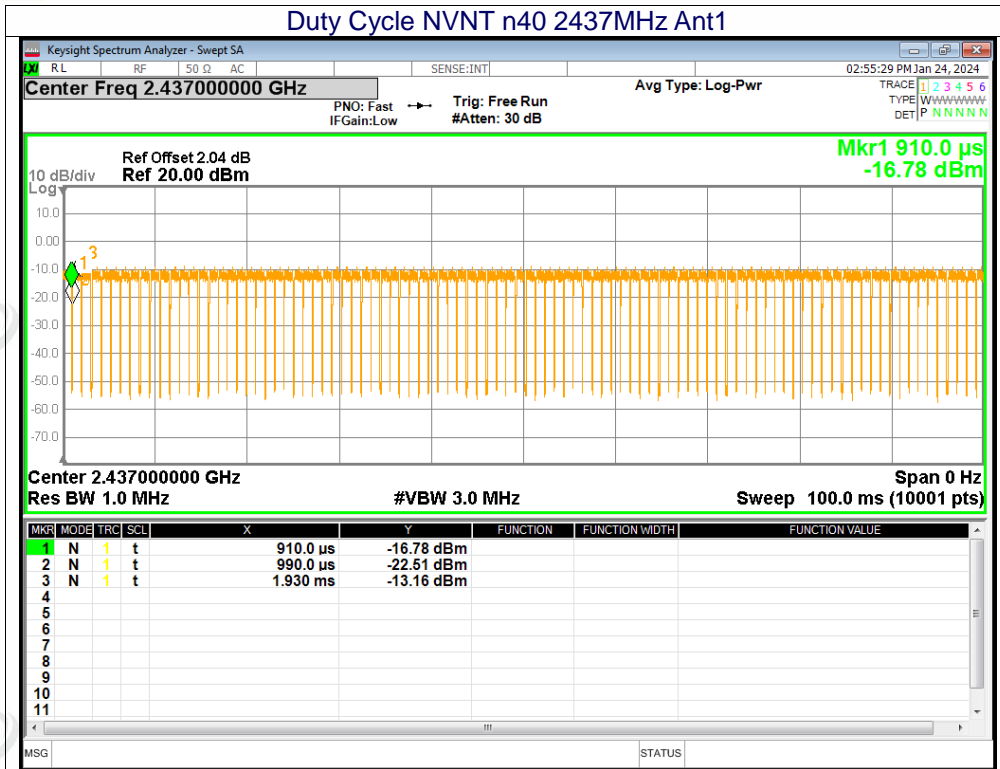 Duty Cycle NVNT n40 2437MHz Ant1
Keysight Spectrum Analyzer - Swept SA
LXI RL RF 50 Ω AC SENSE:INT 02:55:29 PM Jan 24, 2024
Center Freq 2.437000000 GHz Avg Type: Log-Pwr TRACE 1 2 3 4 5 6
PNO: Fast Trig: Free Run TYPE WWWWWWW
IFGain:Low #Atten: 30 dB DET P N N N N N
Mkr1 910.0 µs
-16.78 dBm
Ref Offset 2.04 dB
10 dB/div Ref 20.00 dBm
Log
10.0
0.00
-10.0
-20.0
-30.0
-40.0
-50.0
-60.0
-70.0
1
3
Center 2.437000000 GHz Span 0 Hz
Res BW 1.0 MHz #VBW 3.0 MHz Sweep 100.0 ms (10001 pts)
MKR MODE TRC SCL X Y FUNCTION FUNCTION WIDTH FUNCTION VALUE
1 N 1 t 910.0 µs -16.78 dBm
2 N 1 t 990.0 µs -22.51 dBm
3 N 1 t 1.930 ms -13.16 dBm
4
5
6
7
8
9
10
11
MSG STATUS